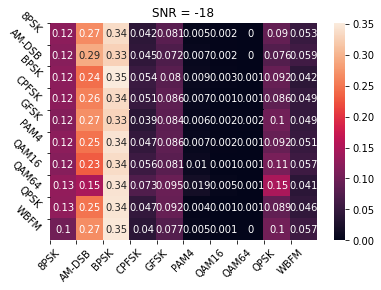 SNR = -18
8PSK 0.12 0.27 0.34 0.042 0.081 0.005 0.002 0 0.09 0.053
AM-DSB 0.12 0.29 0.33 0.045 0.072 0.007 0.002 0 0.076 0.059
BPSK 0.12 0.24 0.35 0.054 0.08 0.009 0.003 0.001 0.092 0.042
CPFSK 0.12 0.26 0.34 0.051 0.086 0.007 0.001 0.001 0.086 0.049
GFSK 0.12 0.27 0.33 0.039 0.084 0.006 0.002 0.002 0.1 0.049
PAM4 0.12 0.25 0.34 0.047 0.086 0.007 0.001 0.001 0.092 0.051
QAM16 0.12 0.23 0.34 0.056 0.081 0.01 0.001 0.001 0.11 0.057
QAM64 0.13 0.15 0.34 0.073 0.095 0.019 0.005 0.001 0.15 0.041
QPSK 0.13 0.25 0.34 0.047 0.092 0.004 0.001 0.001 0.089 0.046
WBFM 0.1 0.27 0.35 0.04 0.077 0.005 0.001 0 0.1 0.057
8PSK AM-DSB BPSK CPFSK GFSK PAM4 QAM16 QAM64 QPSK WBFM
0.35
0.30
0.25
0.20
0.15
0.10
0.05
0.00